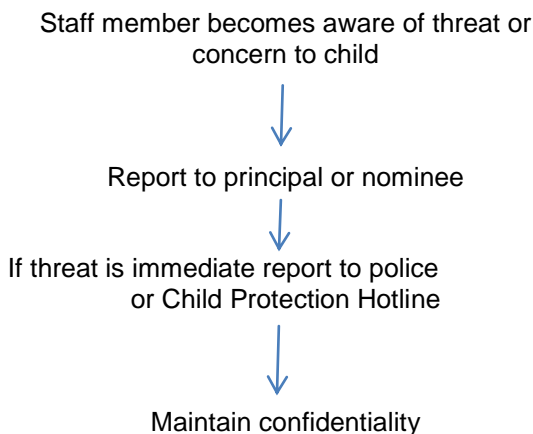 Staff member becomes aware of threat or
concern to child
Report to principal or nominee
If threat is immediate report to police
or Child Protection Hotline
Maintain confidentiality